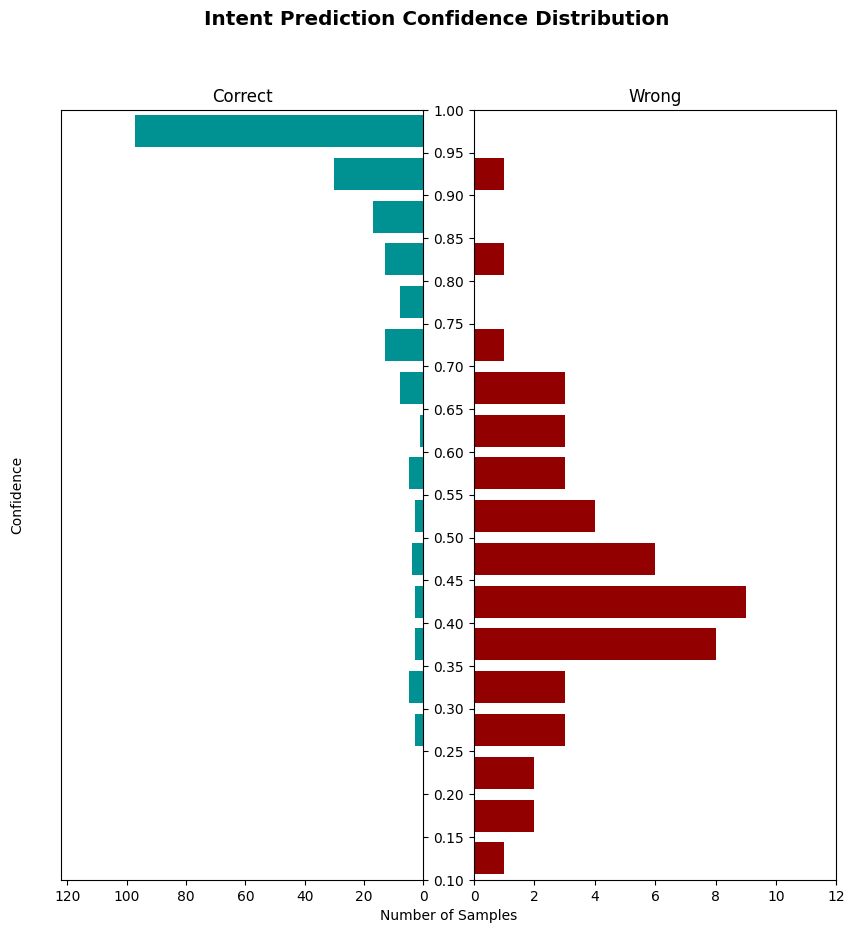 Intent Prediction Confidence Distribution
Correct
Wrong
1.00
0.95
0.90
0.85
0.80
0.75
0.70
0.65
0.60
0.55
0.50
0.45
0.40
0.35
0.30
0.25
0.20
0.15
0.10
Confidence
120 100 80 60 40 20 0
0 2 4 6 8 10 12
Number of Samples